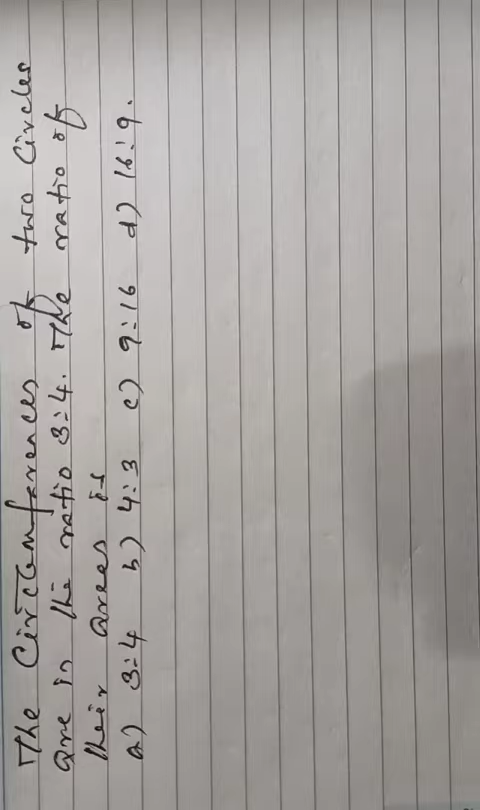 The Circumferences of two Circles
are in the ratio 3:4. The ratio of
their areas is
a) 3:4 b) 4:3 c) 9:16 d) 16:9.